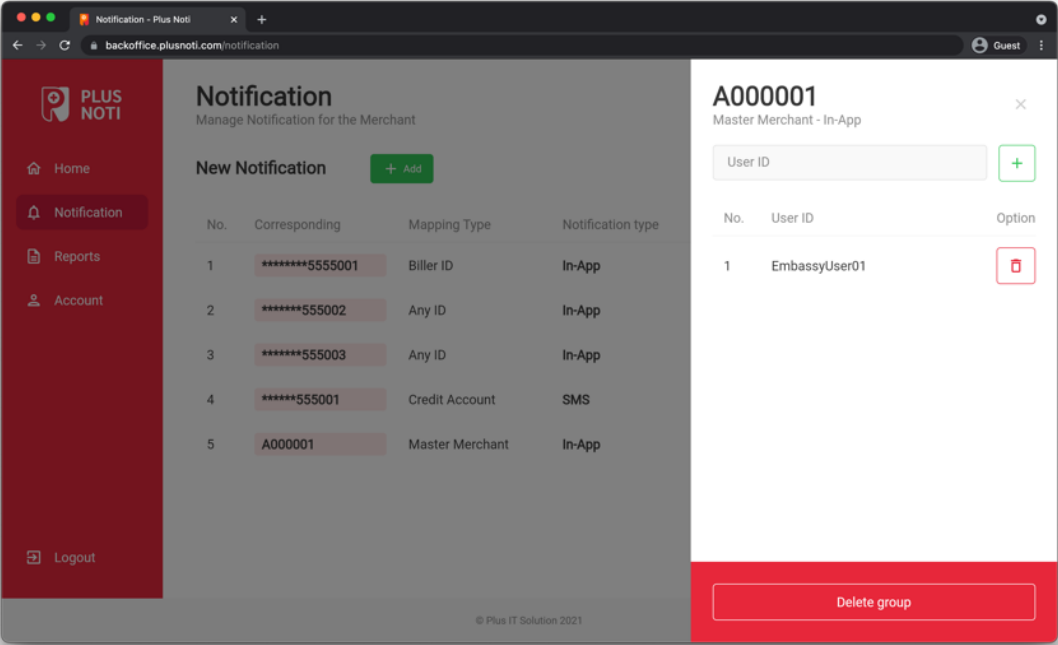 Notification - Plus Noti
backoffice.plusnoti.com/notification
Guest
PLUS
NOTI
Home
Notification
Reports
Account
Logout
Notification
Manage Notification for the Merchant
New Notification
+ Add
No. Corresponding Mapping Type Notification type
1 ********5555001 Biller ID In-App
2 *******555002 Any ID In-App
3 *******555003 Any ID In-App
4 ******555001 Credit Account SMS
5 A000001 Master Merchant In-App
© Plus IT Solution 2021
A000001
Master Merchant - In-App
User ID
No. User ID Option
1 EmbassyUser01
Delete group